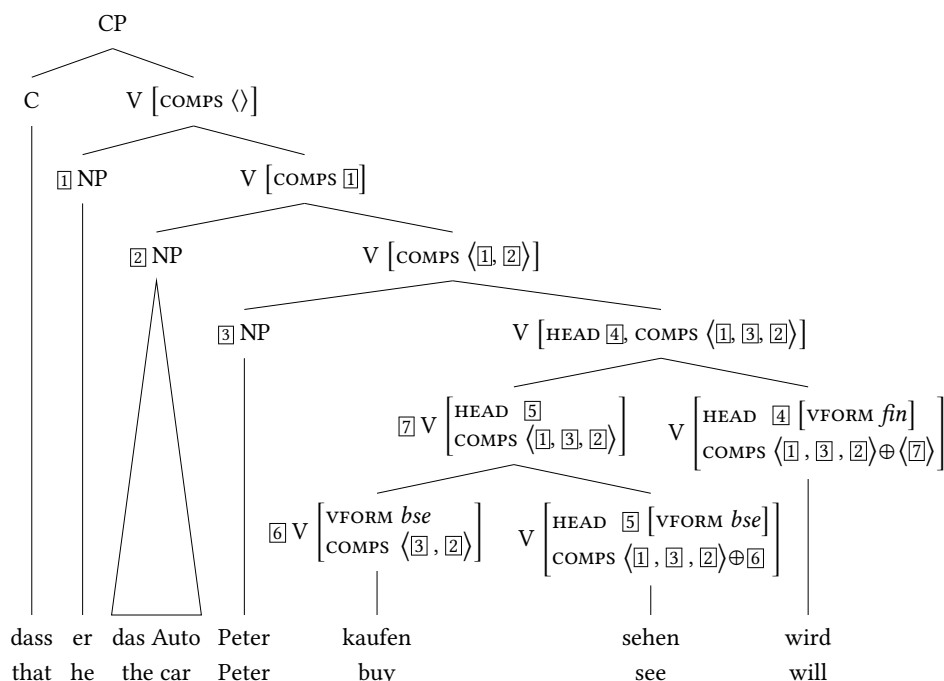 CP
C V [COMPS ⟨⟩]
1 NP V [COMPS 1]
2 NP V [COMPS ⟨1, 2⟩]
3 NP V [HEAD 4, COMPS ⟨1, 3, 2⟩]
7 V [HEAD 5 COMPS ⟨1, 3, 2⟩] V [HEAD 4 [VFORM fin] COMPS ⟨1 , 3 , 2⟩⊕⟨7⟩]
6 V [VFORM bse COMPS ⟨3 , 2⟩] V [HEAD 5 [VFORM bse] COMPS ⟨1 , 3 , 2⟩⊕6]
dass er das Auto Peter kaufen sehen wird
that he the car Peter buy see will